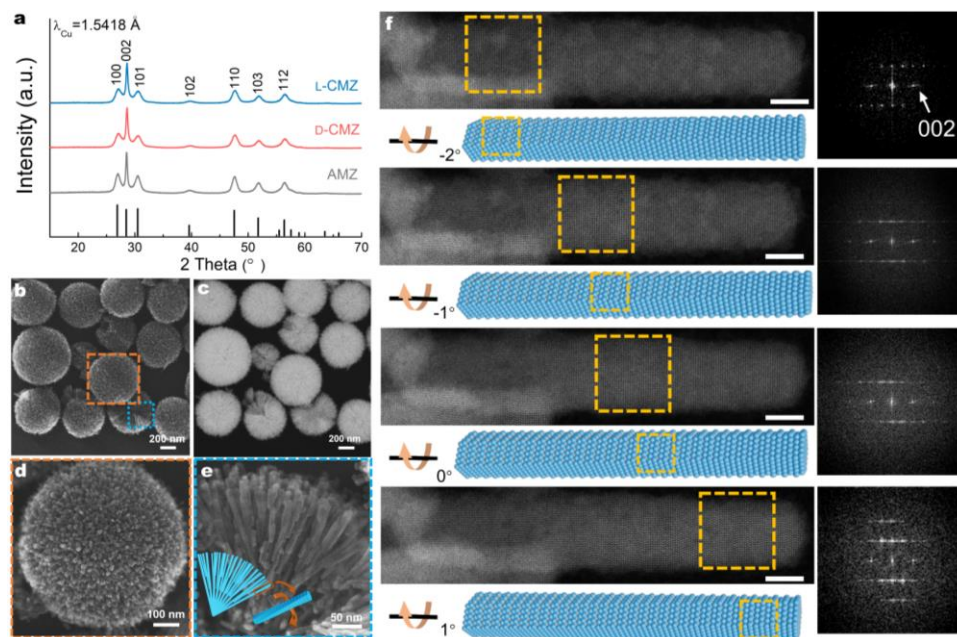 a
λCu=1.5418 Å
Intensity (a.u.)
100
002
101
102
110
103
112
L-CMZ
D-CMZ
AMZ
20 30 40 50 60 70
2 Theta (°)
b
200 nm
c
200 nm
d
100 nm
e
50 nm
f
002
-2°
-1°
0°
1°